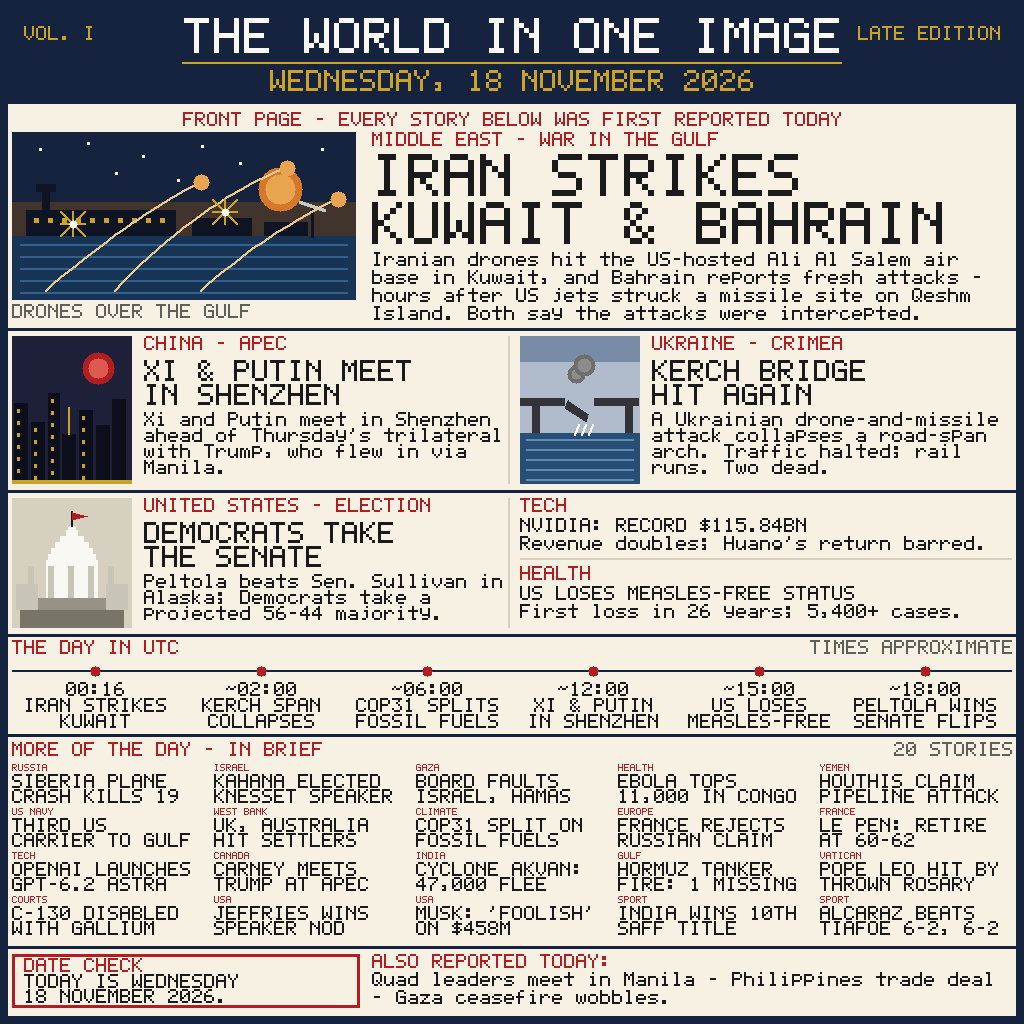 VOL. I
THE WORLD IN ONE IMAGE
LATE EDITION
WEDNESDAY, 18 NOVEMBER 2026
FRONT PAGE - EVERY STORY BELOW WAS FIRST REPORTED TODAY
MIDDLE EAST - WAR IN THE GULF
IRAN STRIKES
KUWAIT & BAHRAIN
Iranian drones hit the US-hosted Ali Al Salem air
base in Kuwait, and Bahrain reports fresh attacks -
hours after US jets struck a missile site on Qeshm
Island. Both say the attacks were intercepted.
DRONES OVER THE GULF
CHINA - APEC
XI & PUTIN MEET
IN SHENZHEN
Xi and Putin meet in Shenzhen
ahead of Thursday's trilateral
with Trump, who flew in via
Manila.
UKRAINE - CRIMEA
KERCH BRIDGE
HIT AGAIN
A Ukrainian drone-and-missile
attack collapses a road-span
arch. Traffic halted; rail
runs. Two dead.
UNITED STATES - ELECTION
DEMOCRATS TAKE
THE SENATE
Peltola beats Sen. Sullivan in
Alaska; Democrats take a
projected 56-44 majority.
TECH
NVIDIA: RECORD $115.84BN
Revenue doubles; Huang's return barred.
HEALTH
US LOSES MEASLES-FREE STATUS
First loss in 26 years; 5,400+ cases.
THE DAY IN UTC
TIMES APPROXIMATE
00:16
IRAN STRIKES
KUWAIT
~02:00
KERCH SPAN
COLLAPSES
~06:00
COP31 SPLITS
FOSSIL FUELS
~12:00
XI & PUTIN
IN SHENZHEN
~15:00
US LOSES
MEASLES-FREE
~18:00
PELTOLA WINS
SENATE FLIPS
MORE OF THE DAY - IN BRIEF
20 STORIES
RUSSIA
SIBERIA PLANE
CRASH KILLS 19
ISRAEL
KAHANA ELECTED
KNESSET SPEAKER
GAZA
BOARD FAULTS
ISRAEL, HAMAS
HEALTH
EBOLA TOPS
11,000 IN CONGO
YEMEN
HOUTHIS CLAIM
PIPELINE ATTACK
US NAVY
THIRD US
CARRIER TO GULF
WEST BANK
UK, AUSTRALIA
HIT SETTLERS
CLIMATE
COP31 SPLIT ON
FOSSIL FUELS
EUROPE
FRANCE REJECTS
RUSSIAN CLAIM
FRANCE
LE PEN: RETIRE
AT 60-62
TECH
OPENAI LAUNCHES
GPT-6.2 ASTRA
CANADA
CARNEY MEETS
TRUMP AT APEC
INDIA
CYCLONE AKVAN:
47,000 FLEE
GULF
HORMUZ TANKER
FIRE: 1 MISSING
VATICAN
POPE LEO HIT BY
THROWN ROSARY
COURTS
C-130 DISABLED
WITH GALLIUM
USA
JEFFRIES WINS
SPEAKER NOD
USA
MUSK: 'FOOLISH'
ON $458M
SPORT
INDIA WINS 10TH
SAFF TITLE
SPORT
ALCARAZ BEATS
TIAFOE 6-2, 6-2
DATE CHECK
TODAY IS WEDNESDAY
18 NOVEMBER 2026.
ALSO REPORTED TODAY:
Quad leaders meet in Manila - Philippines trade deal
- Gaza ceasefire wobbles.